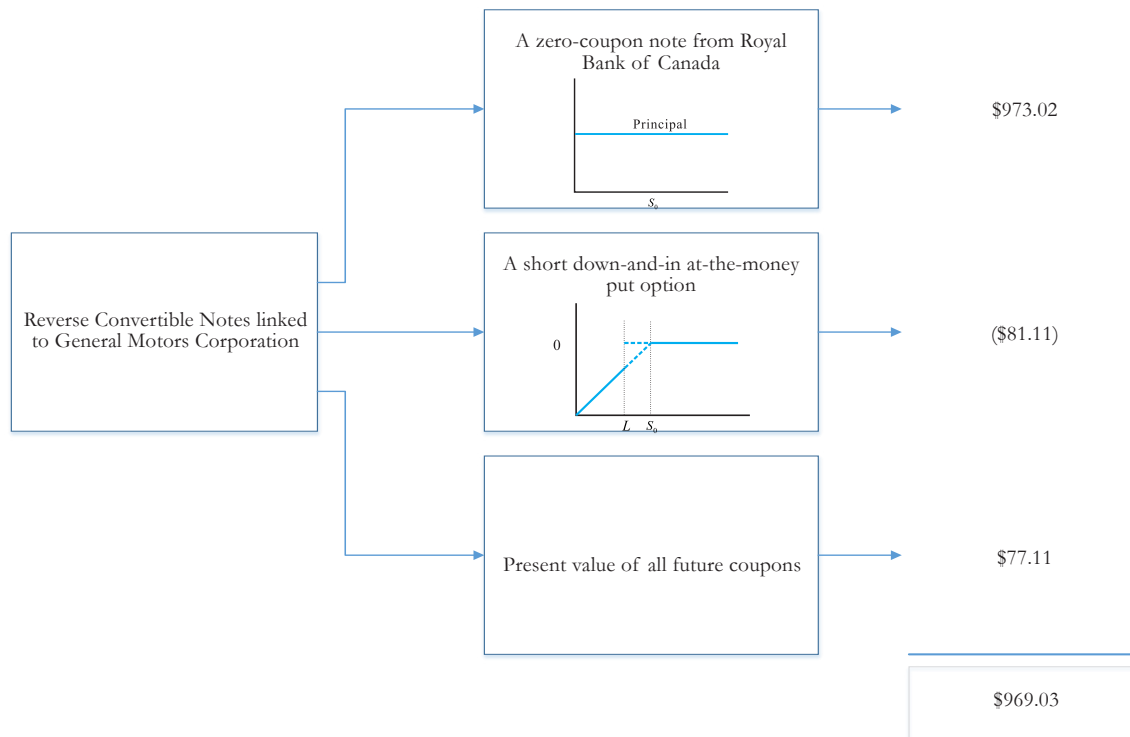 A zero-coupon note from Royal
Bank of Canada
Principal
S₀
$973.02
Reverse Convertible Notes linked
to General Motors Corporation
A short down-and-in at-the-money
put option
0
L S₀
($81.11)
Present value of all future coupons
$77.11
$969.03